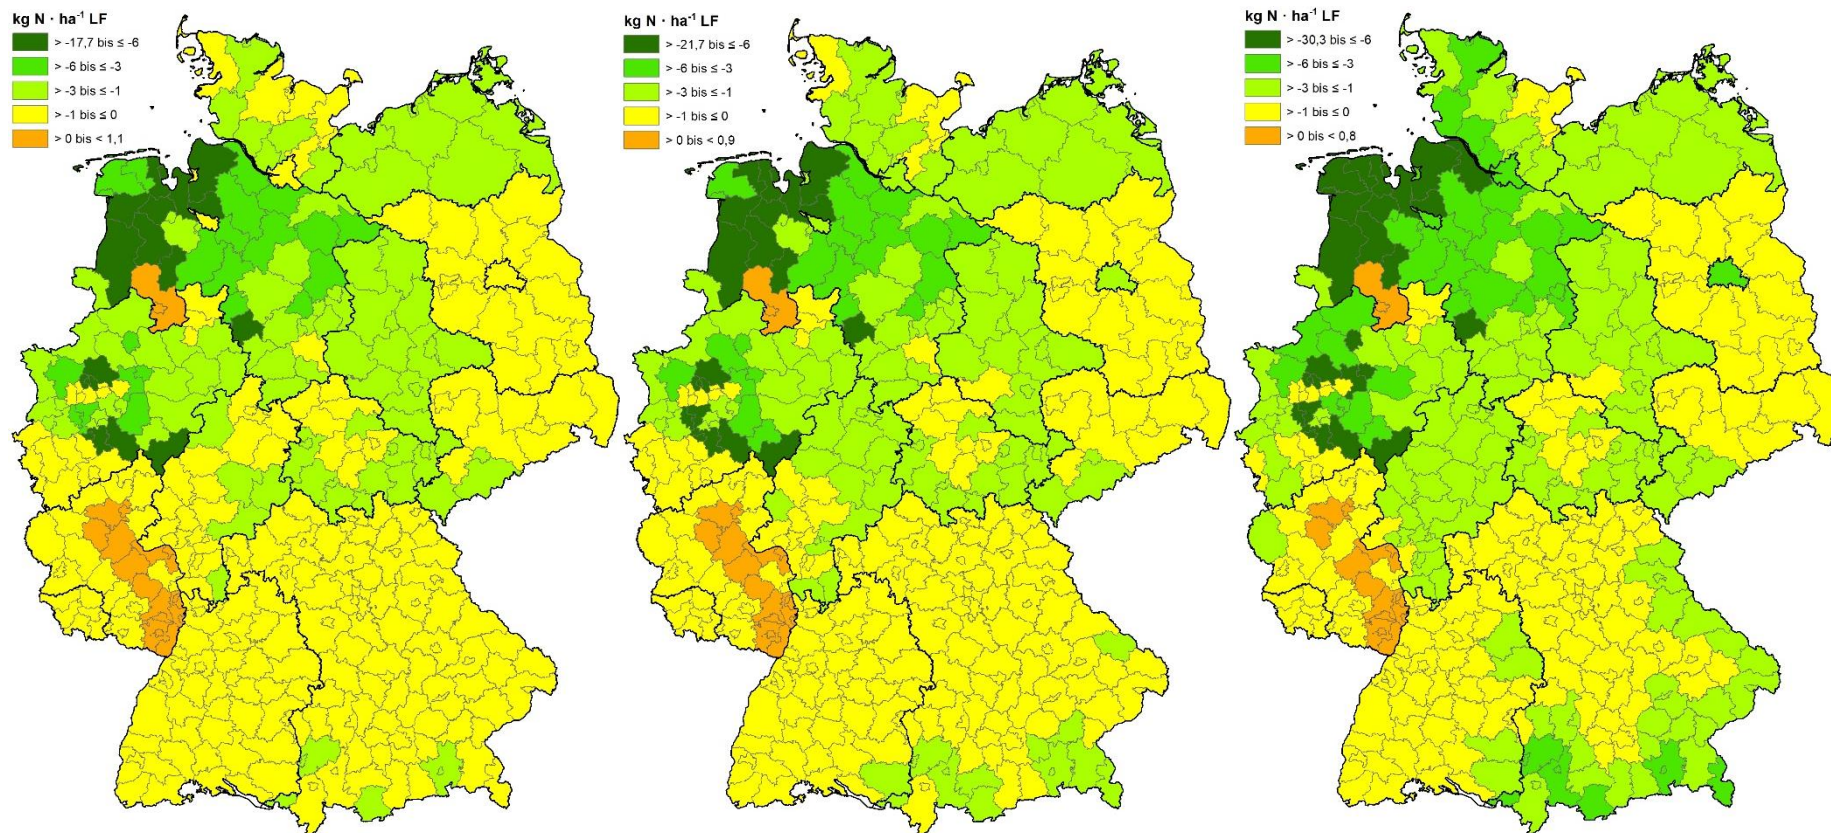 kg N · ha⁻¹ LF
> -17,7 bis ≤ -6
> -6 bis ≤ -3
> -3 bis ≤ -1
> -1 bis ≤ 0
> 0 bis < 1,1
kg N · ha⁻¹ LF
> -21,7 bis ≤ -6
> -6 bis ≤ -3
> -3 bis ≤ -1
> -1 bis ≤ 0
> 0 bis < 0,9
kg N · ha⁻¹ LF
> -30,3 bis ≤ -6
> -6 bis ≤ -3
> -3 bis ≤ -1
> -1 bis ≤ 0
> 0 bis < 0,8